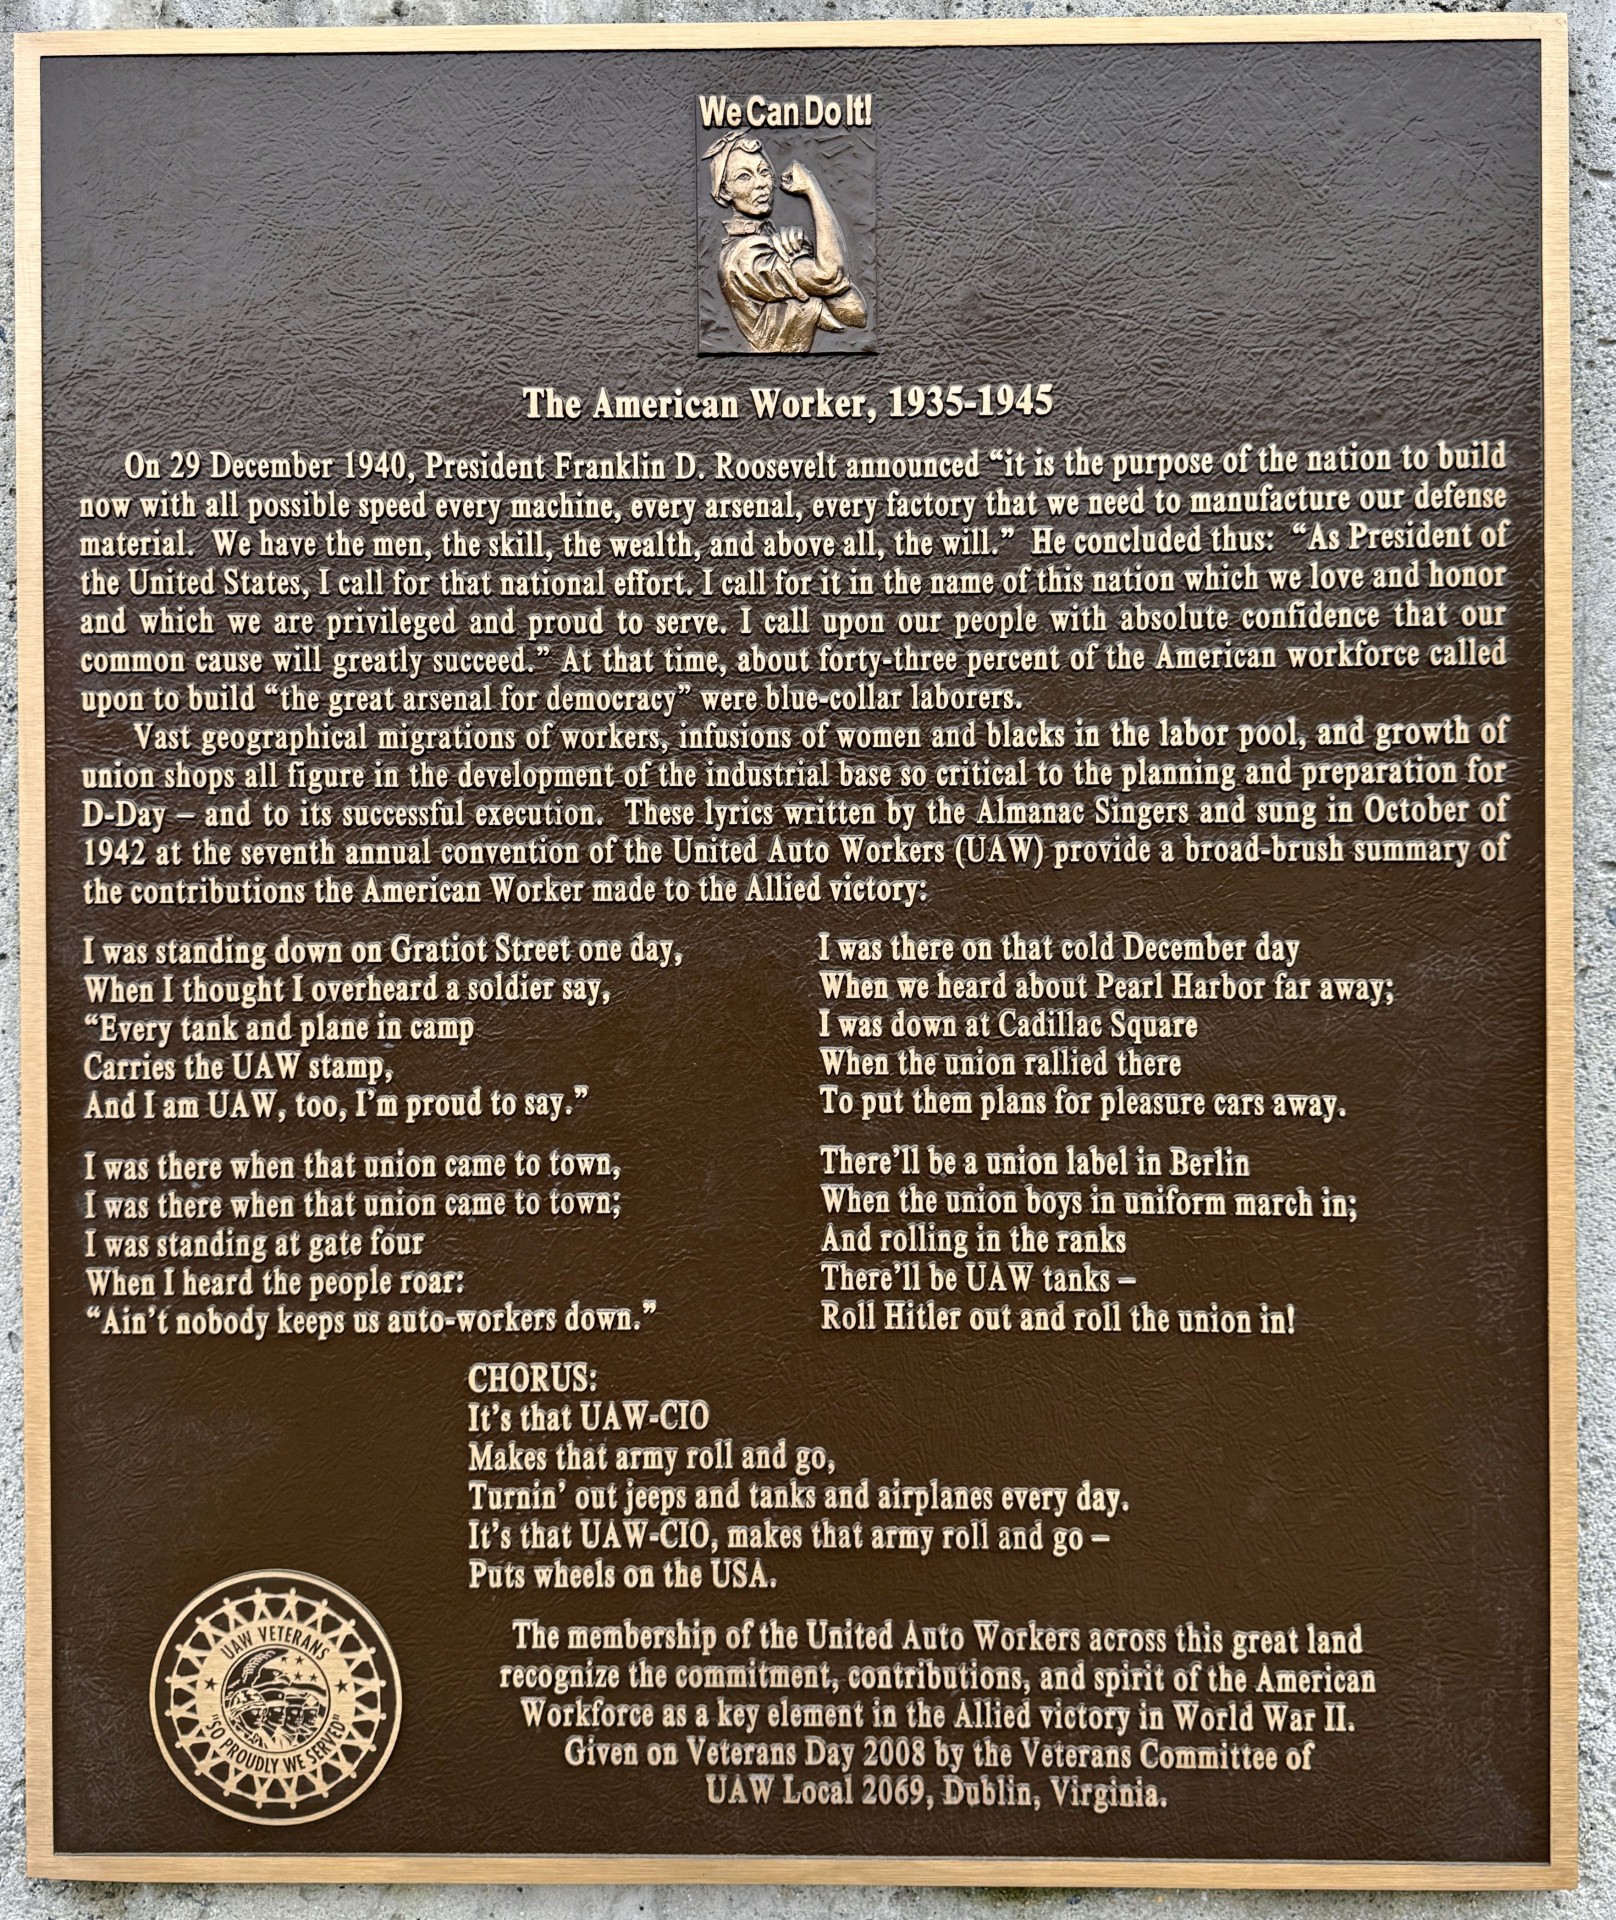 We Can Do It!
The American Worker, 1935-1945
On 29 December 1940, President Franklin D. Roosevelt announced “it is the purpose of the nation to build
now with all possible speed every machine, every arsenal, every factory that we need to manufacture our defense
material. We have the men, the skill, the wealth, and above all, the will.” He concluded thus: “As President of
the United States, I call for that national effort. I call for it in the name of this nation which we love and honor
and which we are privileged and proud to serve. I call upon our people with absolute confidence that our
common cause will greatly succeed.” At that time, about forty-three percent of the American workforce called
upon to build “the great arsenal for democracy” were blue-collar laborers.
Vast geographical migrations of workers, infusions of women and blacks in the labor pool, and growth of
union shops all figure in the development of the industrial base so critical to the planning and preparation for
D-Day – and to its successful execution. These lyrics written by the Almanac Singers and sung in October of
1942 at the seventh annual convention of the United Auto Workers (UAW) provide a broad-brush summary of
the contributions the American Worker made to the Allied victory:
I was standing down on Gratiot Street one day,
When I thought I overheard a soldier say,
“Every tank and plane in camp
Carries the UAW stamp,
And I am UAW, too, I’m proud to say.”
I was there when that union came to town,
I was there when that union came to town;
I was standing at gate four
When I heard the people roar:
“Ain’t nobody keeps us auto-workers down.”
I was there on that cold December day
When we heard about Pearl Harbor far away;
I was down at Cadillac Square
When the union rallied there
To put them plans for pleasure cars away.
There’ll be a union label in Berlin
When the union boys in uniform march in;
And rolling in the ranks
There’ll be UAW tanks –
Roll Hitler out and roll the union in!
CHORUS:
It’s that UAW-CIO
Makes that army roll and go,
Turnin’ out jeeps and tanks and airplanes every day.
It’s that UAW-CIO, makes that army roll and go –
Puts wheels on the USA.
UAW VETERANS
"SO PROUDLY WE SERVED"
The membership of the United Auto Workers across this great land
recognize the commitment, contributions, and spirit of the American
Workforce as a key element in the Allied victory in World War II.
Given on Veterans Day 2008 by the Veterans Committee of
UAW Local 2069, Dublin, Virginia.